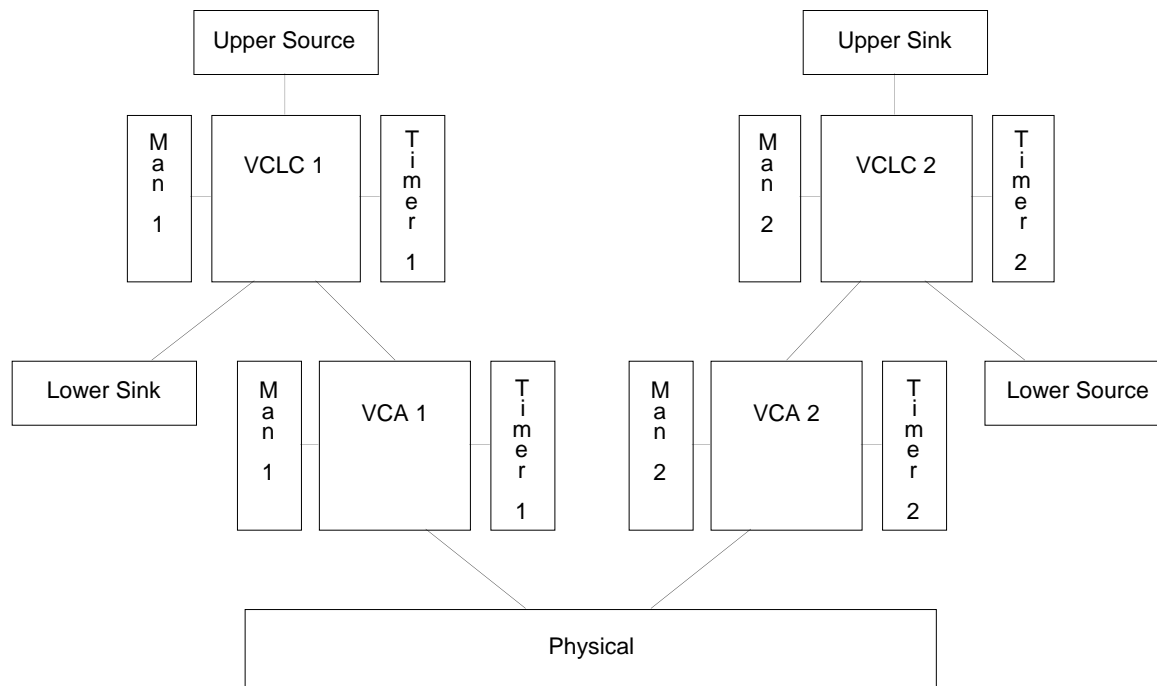 Upper Source
Upper Sink
Man 1
VCLC 1
Timer 1
Man 2
VCLC 2
Timer 2
Lower Sink
Man 1
VCA 1
Timer 1
Man 2
VCA 2
Timer 2
Lower Source
Physical